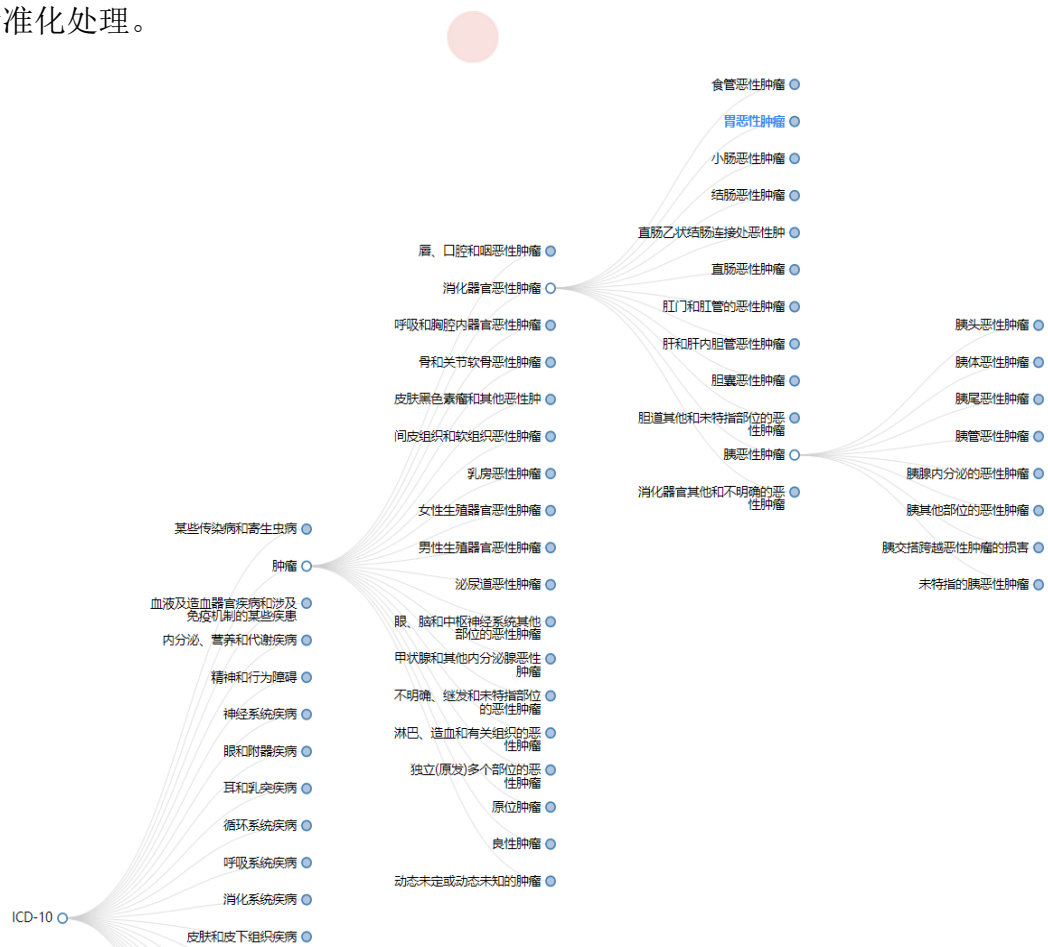 准化处理。
食管恶性肿瘤
胃恶性肿瘤
小肠恶性肿瘤
结肠恶性肿瘤
直肠乙状结肠连接处恶性肿
直肠恶性肿瘤
肛门和肛管的恶性肿瘤
肝和肝内胆管恶性肿瘤
胆囊恶性肿瘤
胆道其他和未特指部位的恶
性肿瘤
胰恶性肿瘤
消化器官其他和不明确的恶
性肿瘤
胰头恶性肿瘤
胰体恶性肿瘤
胰尾恶性肿瘤
胰管恶性肿瘤
胰腺内分泌的恶性肿瘤
胰其他部位的恶性肿瘤
胰交搭跨越恶性肿瘤的损害
未特指的胰恶性肿瘤
唇、口腔和咽恶性肿瘤
消化器官恶性肿瘤
呼吸和胸腔内器官恶性肿瘤
骨和关节软骨恶性肿瘤
皮肤黑色素瘤和其他恶性肿
间皮组织和软组织恶性肿瘤
乳房恶性肿瘤
女性生殖器官恶性肿瘤
男性生殖器官恶性肿瘤
泌尿道恶性肿瘤
眼、脑和中枢神经系统其他
部位的恶性肿瘤
甲状腺和其他内分泌腺恶性
肿瘤
不明确、继发和未特指部位
的恶性肿瘤
淋巴、造血和有关组织的恶
性肿瘤
独立(原发)多个部位的恶
性肿瘤
原位肿瘤
良性肿瘤
动态未定或动态未知的肿瘤
某些传染病和寄生虫病
肿瘤
血液及造血器官疾病和涉及
免疫机制的某些疾患
内分泌、营养和代谢疾病
精神和行为障碍
神经系统疾病
眼和附器疾病
耳和乳突疾病
循环系统疾病
呼吸系统疾病
消化系统疾病
皮肤和皮下组织疾病
ICD-10